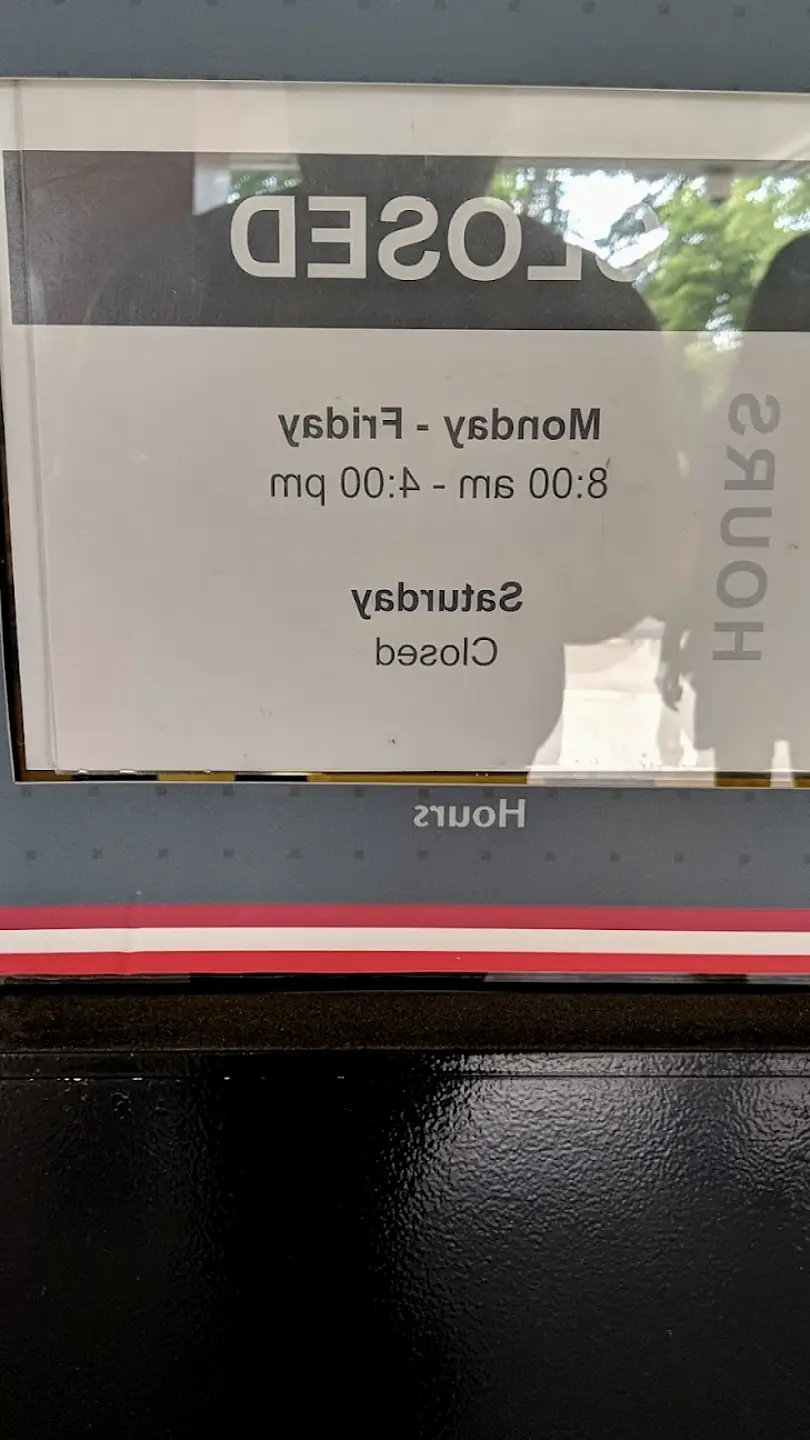 CLOSED
Monday - Friday
8:00 am - 4:00 pm
Saturday
Closed
HOURS
Hours